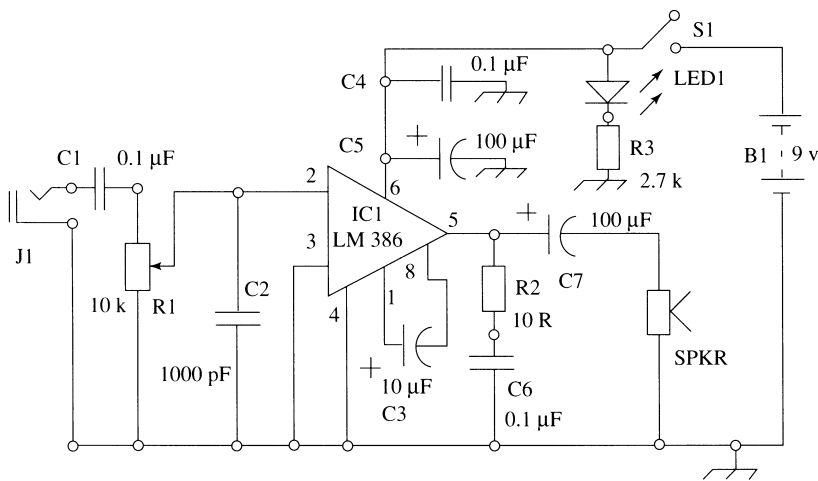 S1
0.1 µF
C4
LED1
+
100 µF
C5
R3
B1
9 v
2.7 k
C1
0.1 µF
2
6
IC1
LM 386
5
+
100 µF
3
8
J1
R2
C7
10 k
R1
C2
4
1
10 R
1000 pF
+
10 µF
C3
C6
0.1 µF
SPKR